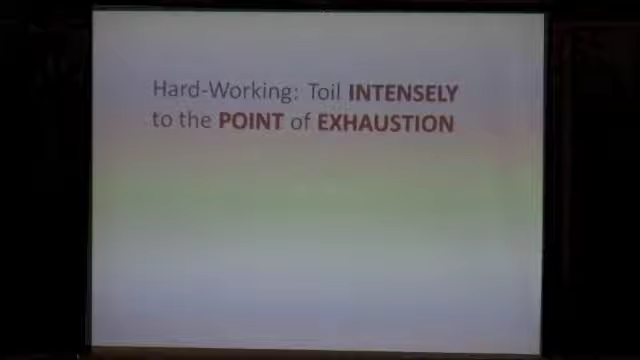 Hard-Working: Toil INTENSELY
to the POINT of EXHAUSTION